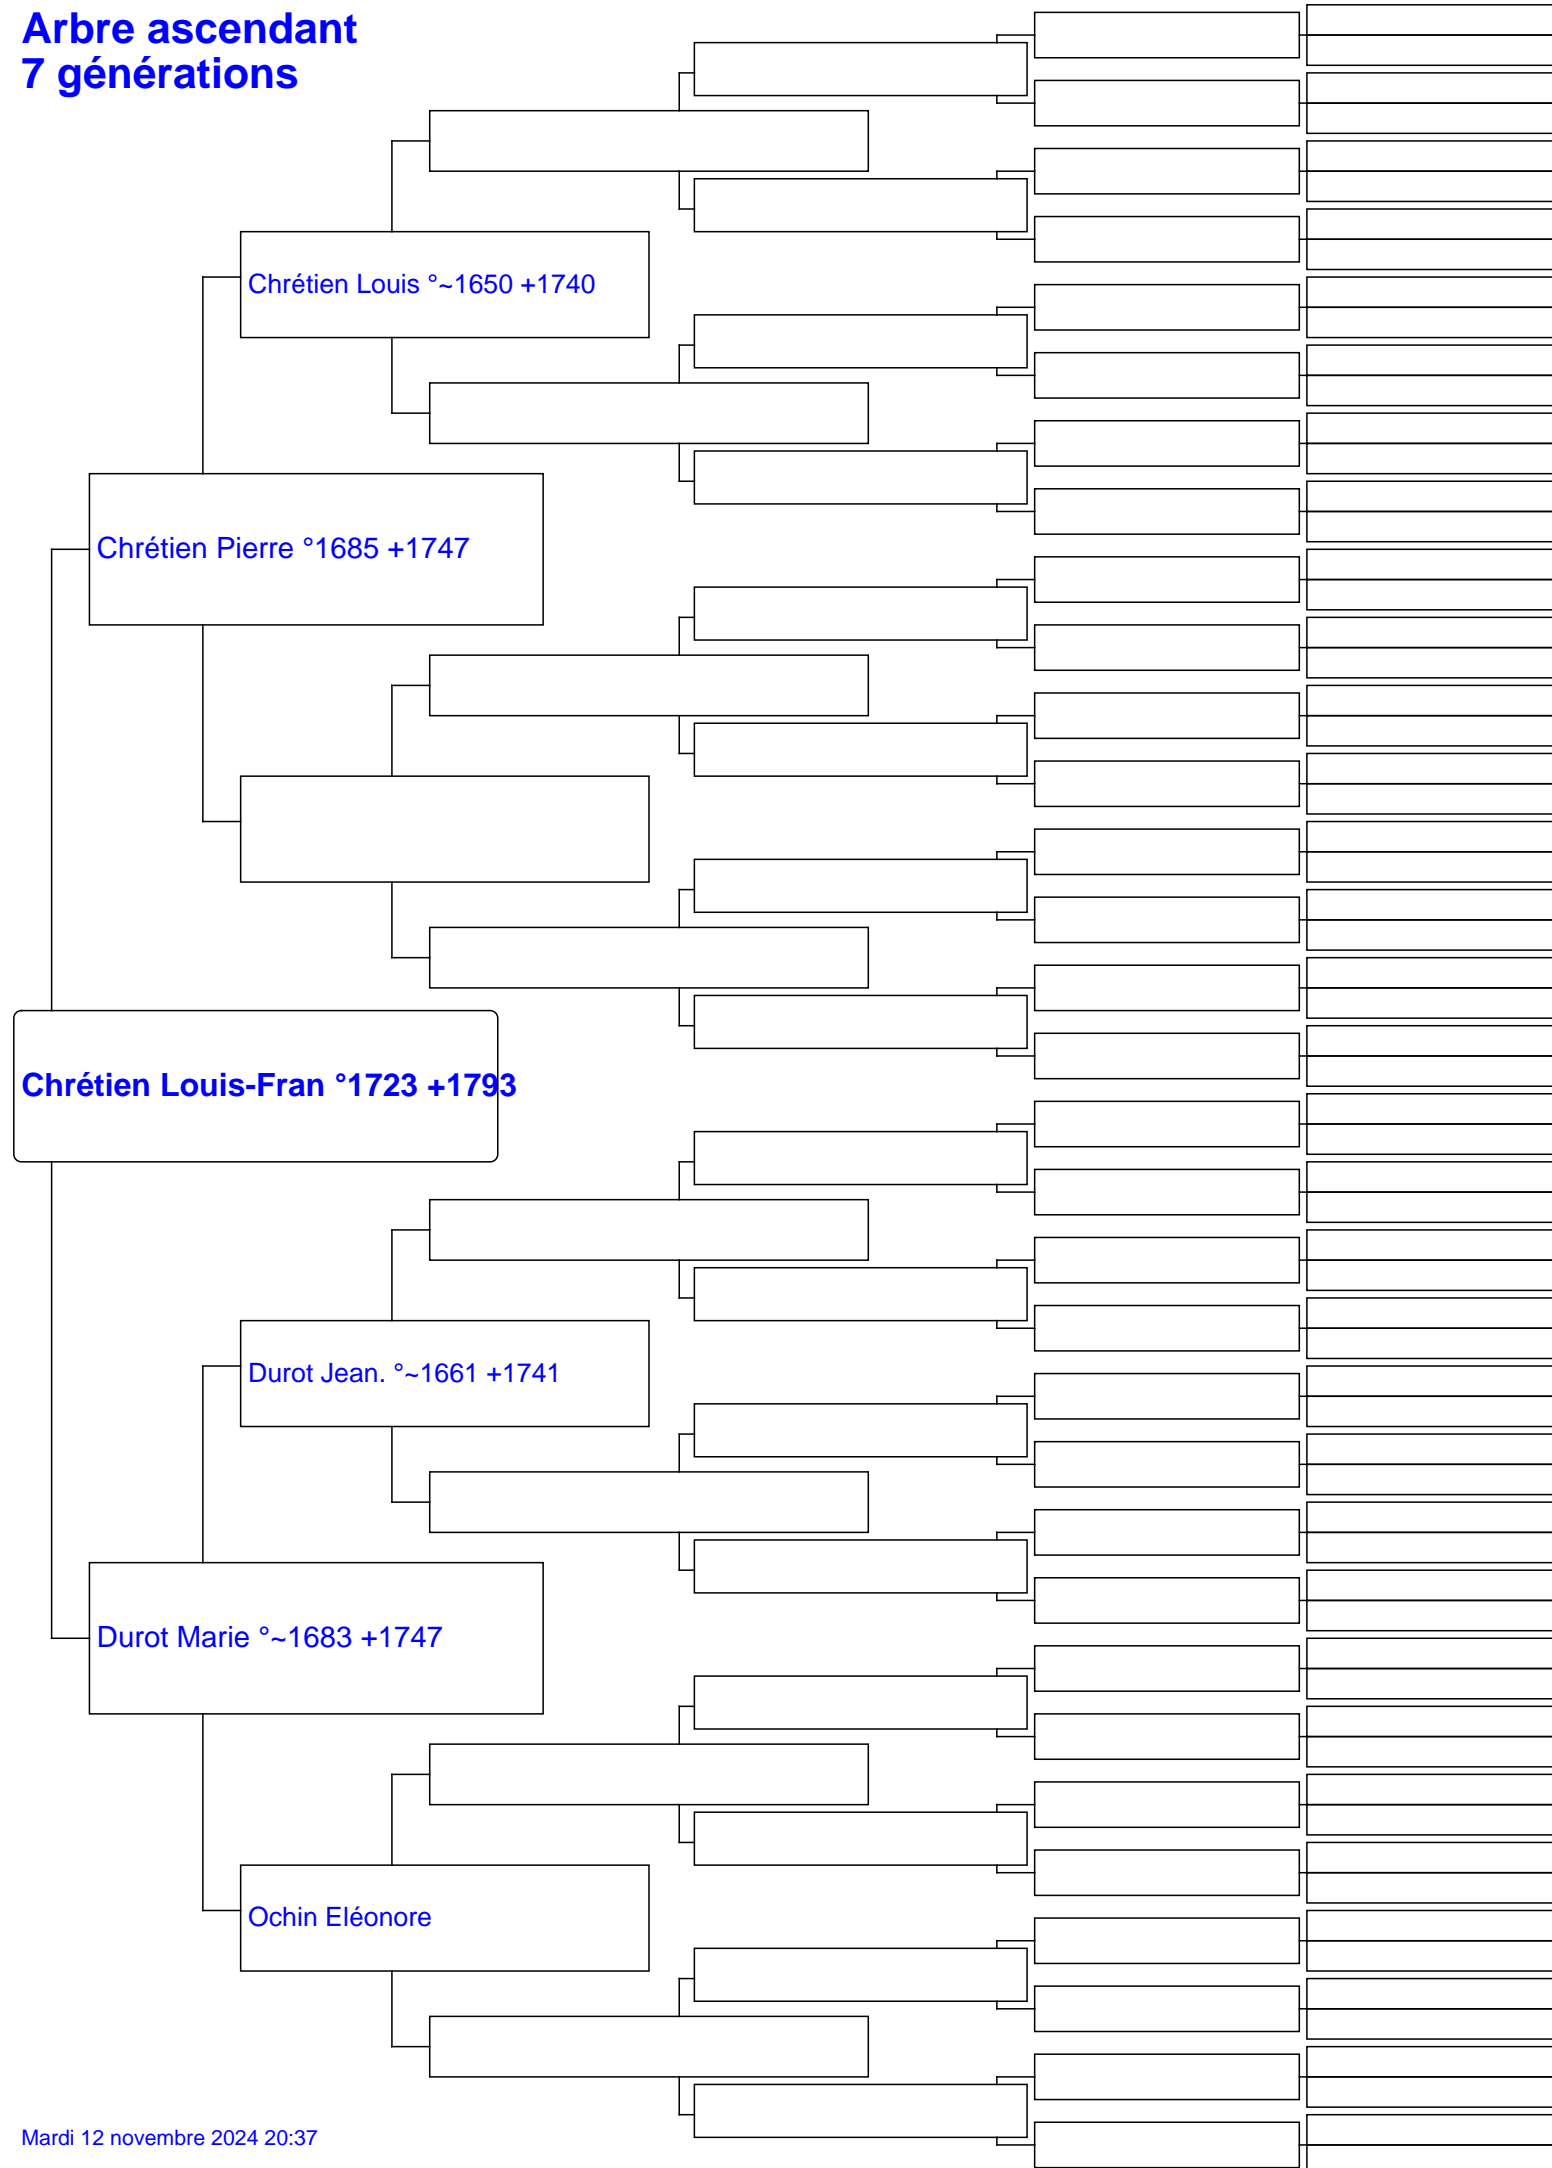 Arbre ascendant
7 générations
Chrétien Louis °~1650 +1740
Chrétien Pierre °1685 +1747
Chrétien Louis-Fran °1723 +1793
Durot Jean. °~1661 +1741
Durot Marie °~1683 +1747
Ochin Eléonore
Mardi 12 novembre 2024 20:37